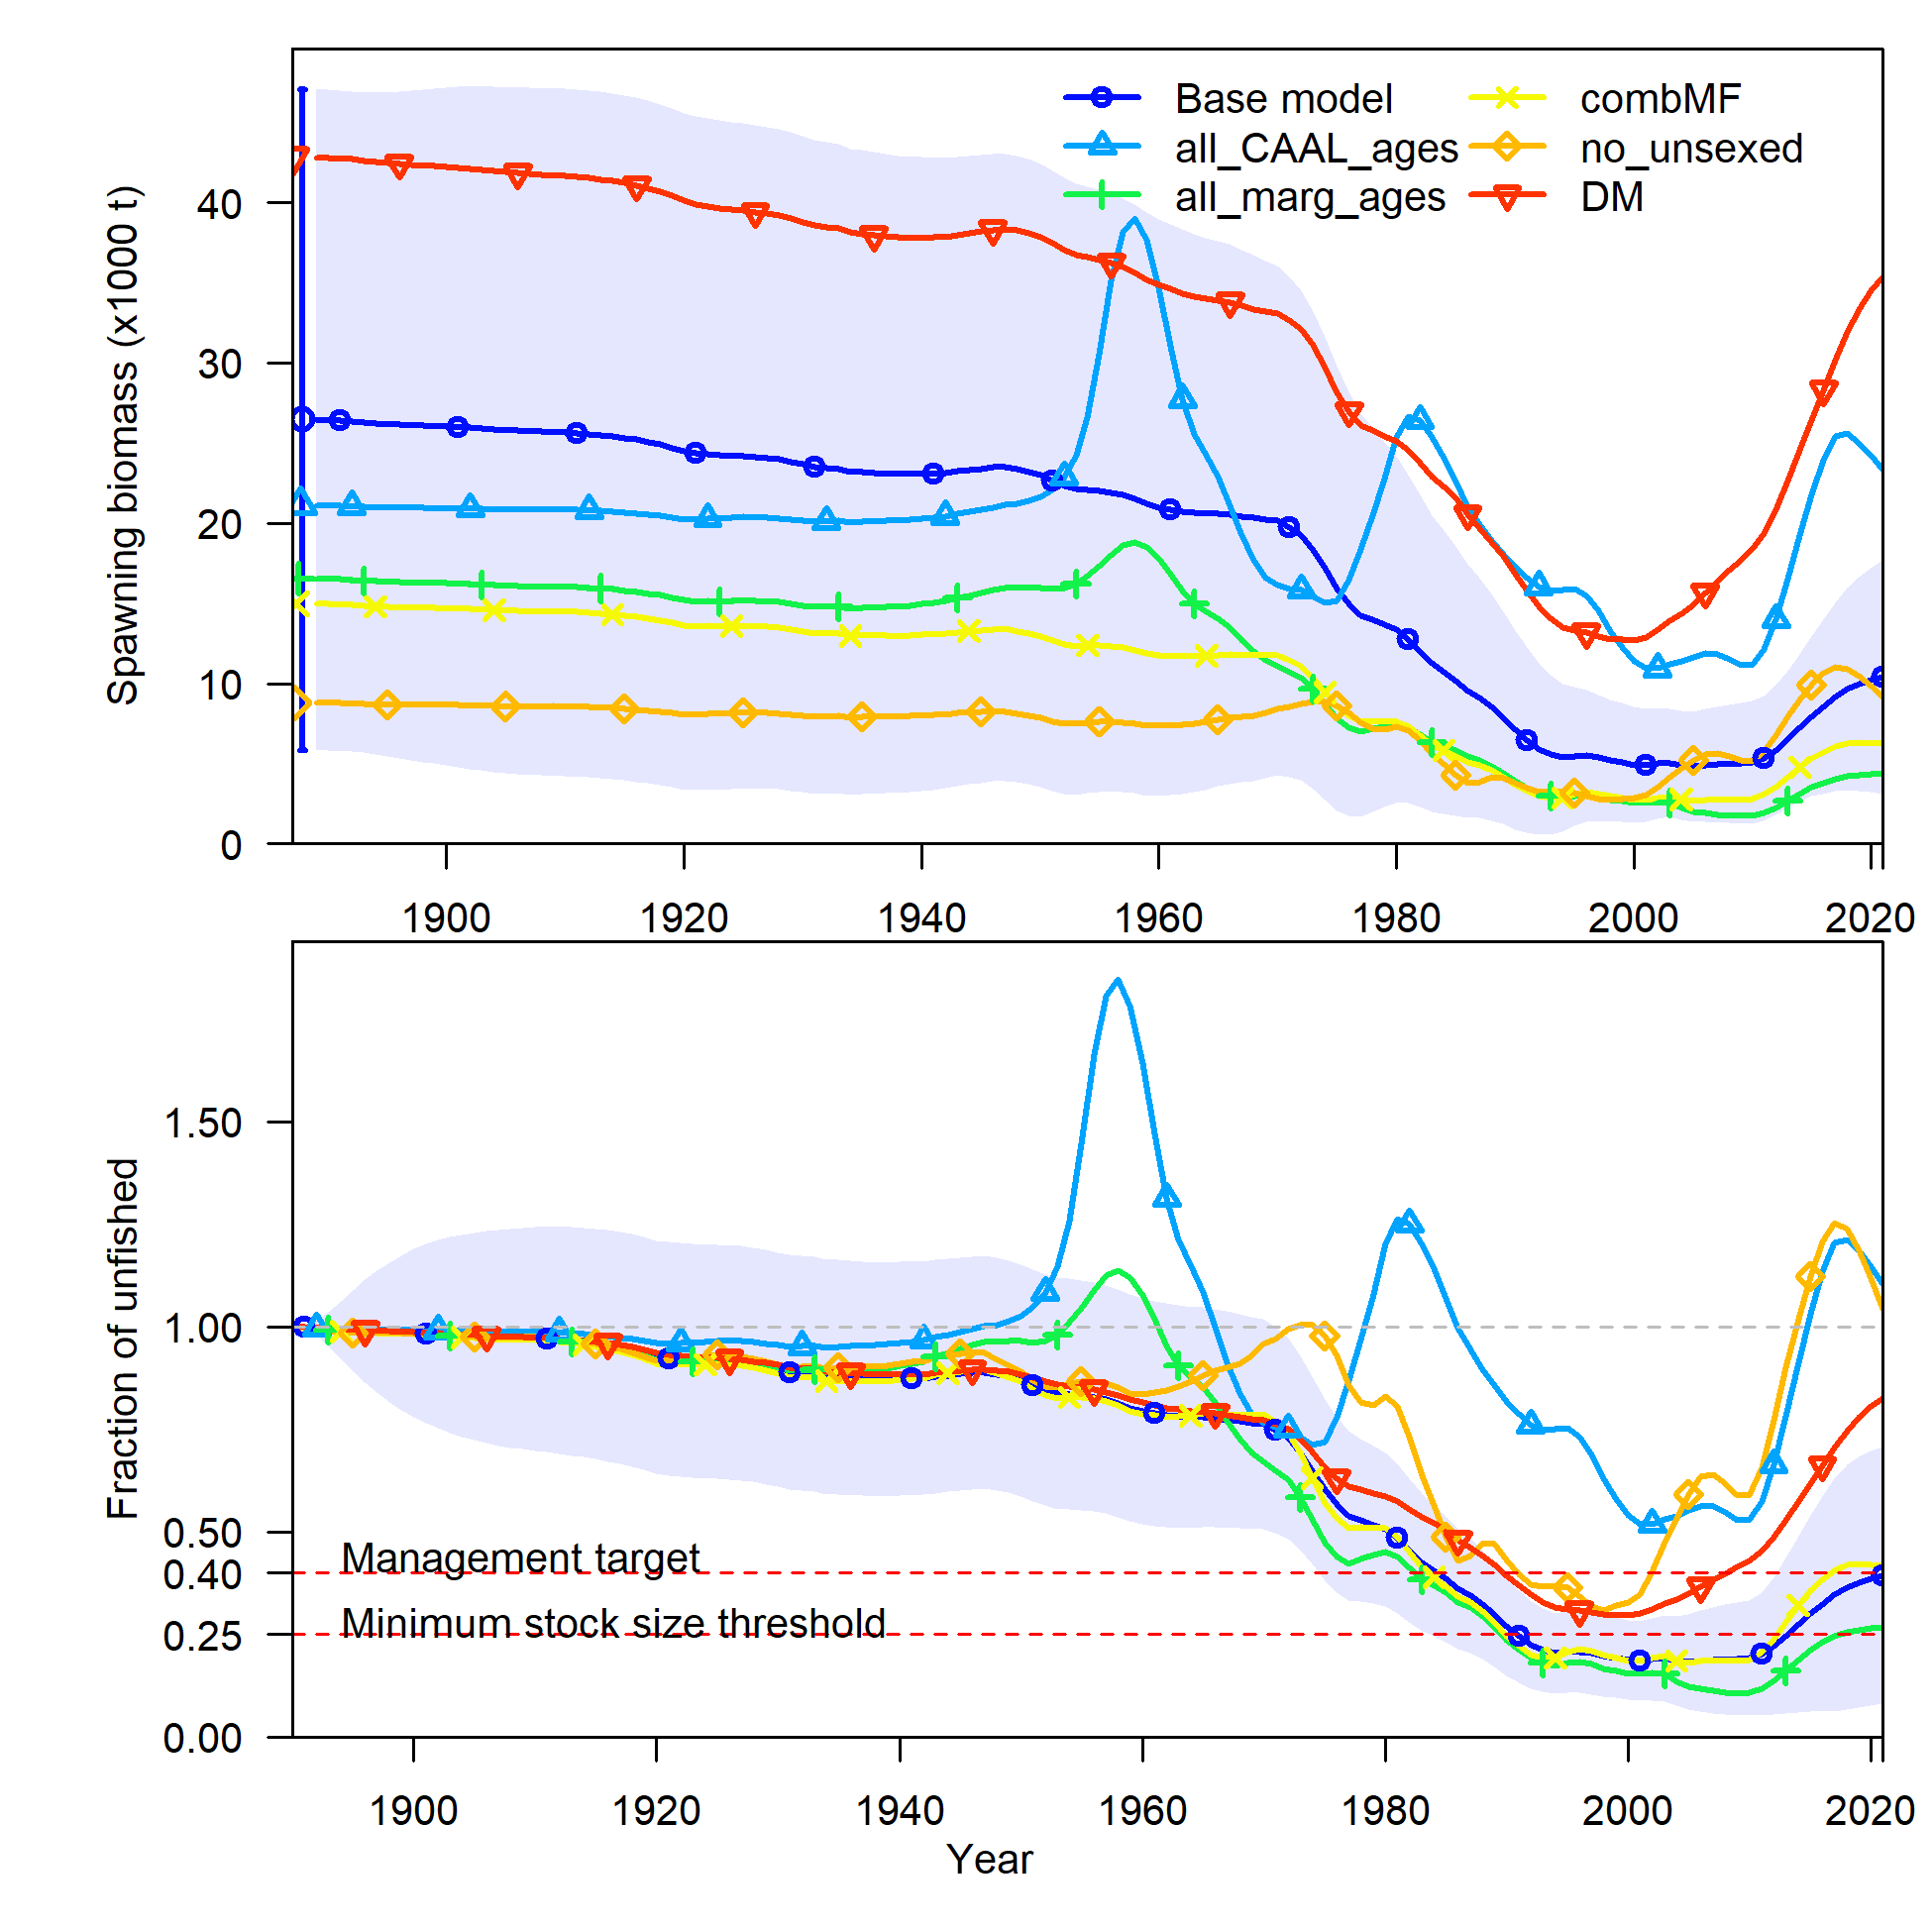 Spawning biomass (x1000 t)
40
30
20
10
0
Base model
all_CAAL_ages
all_marg_ages
combMF
no_unsexed
DM
1900 1920 1940 1960 1980 2000 2020
Fraction of unfished
1.50
1.00
0.50
0.40
0.25
0.00
Management target
Minimum stock size threshold
1900 1920 1940 1960 1980 2000 2020
Year